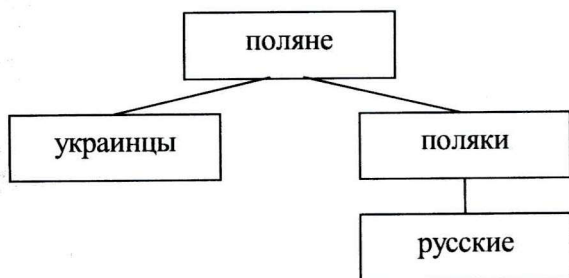 поляне
украинцы
поляки
русские